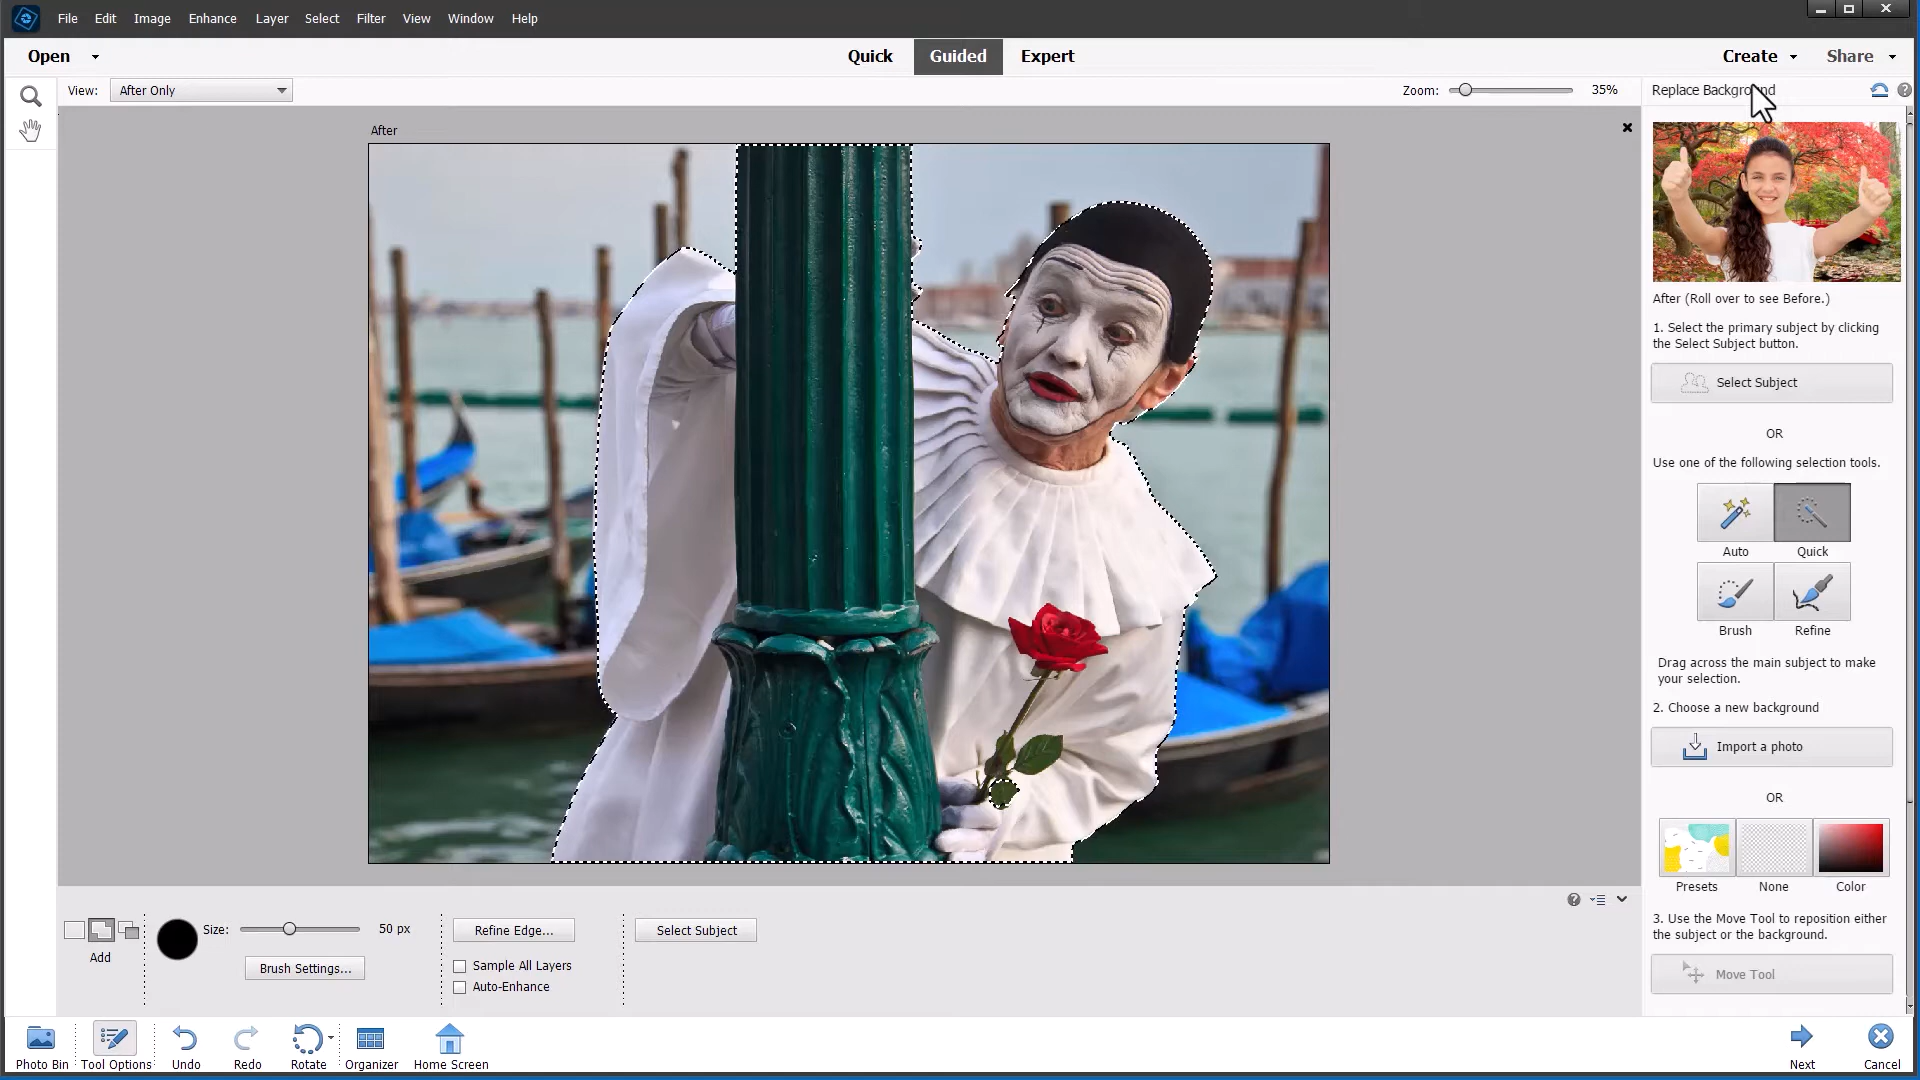 File Edit Image Enhance Layer Select Filter View Window Help
Open Quick Guided Expert Create Share
View: After Only Zoom: 35% Replace Background
After
After (Roll over to see Before.)
1. Select the primary subject by clicking
the Select Subject button.
Select Subject
OR
Use one of the following selection tools.
Auto Quick
Brush Refine
Drag across the main subject to make
your selection.
2. Choose a new background
Import a photo
OR
Presets None Color
3. Use the Move Tool to reposition either
the subject or the background.
Move Tool
Add
Size: 50 px
Brush Settings...
Refine Edge...
Sample All Layers
Auto-Enhance
Select Subject
Photo Bin Tool Options Undo Redo Rotate Organizer Home Screen Next Cancel